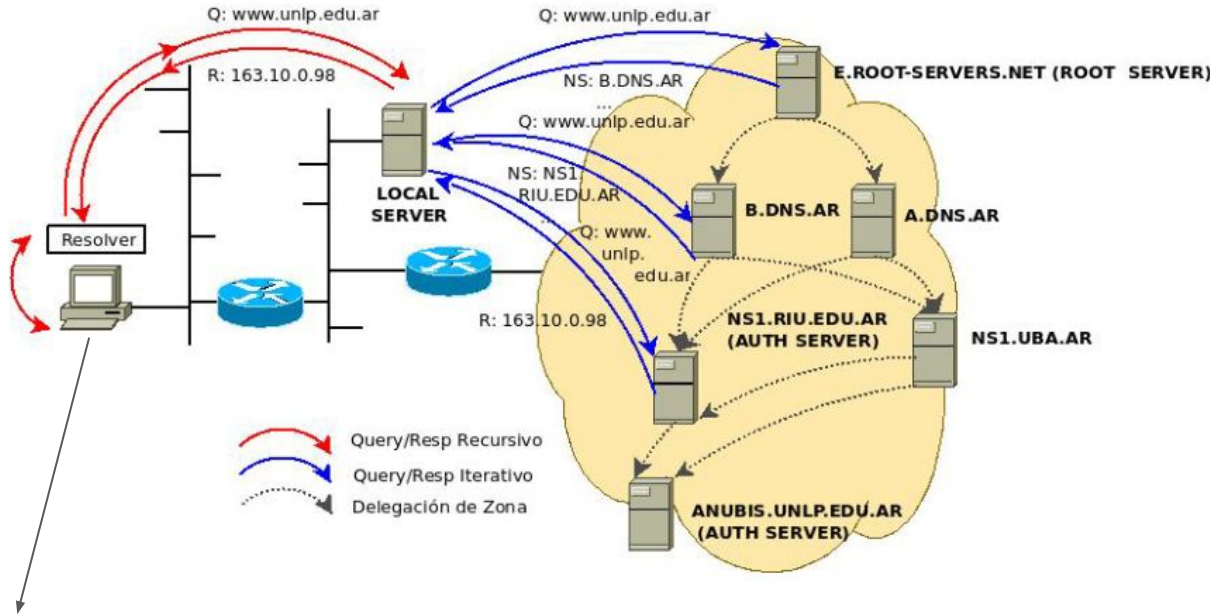 Q: www.unlp.edu.ar
Q: www.unlp.edu.ar
R: 163.10.0.98
NS: B.DNS.AR
...
E.ROOT-SERVERS.NET (ROOT SERVER)
Q: www.unlp.edu.ar
LOCAL
SERVER
NS: NS1.
RIU.EDU.AR
...
B.DNS.AR
A.DNS.AR
Resolver
Q: www.
unlp.
edu.ar
R: 163.10.0.98
NS1.RIU.EDU.AR
(AUTH SERVER)
NS1.UBA.AR
Query/Resp Recursivo
Query/Resp Iterativo
Delegación de Zona
ANUBIS.UNLP.EDU.AR
(AUTH SERVER)